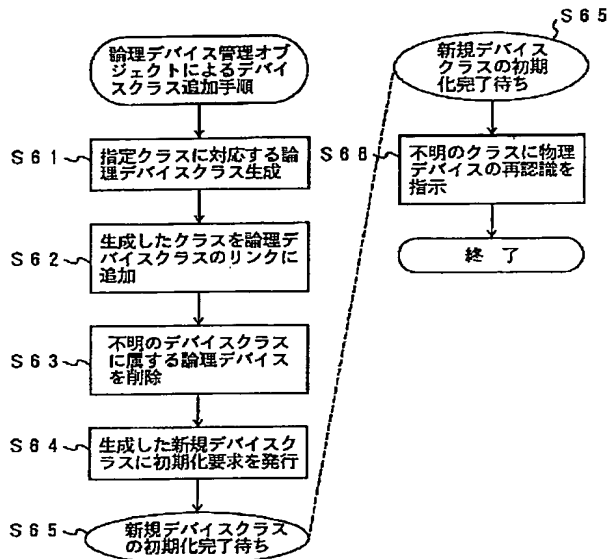 論理デバイス管理オブ
ジェクトによるデバイ
スクラス追加手順
S61
指定クラスに対応する論
理デバイスクラス生成
S62
生成したクラスを論理デ
バイスクラスのリンクに
追加
S63
不明のデバイスクラス
に属する論理デバイス
を削除
S64
生成した新規デバイスク
ラスに初期化要求を発行
S65
新規デバイスクラス
の初期化完了待ち
S65
新規デバイス
クラスの初期
化完了待ち
S66
不明のクラスに物理
デバイスの再認識を
指示
終 了